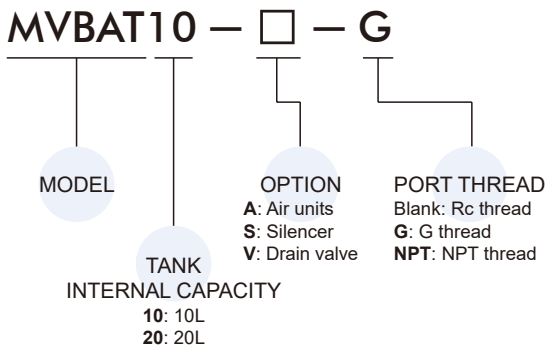 MVBAT10 — □ — G
MODEL
OPTION
A: Air units
S: Silencer
V: Drain valve
PORT THREAD
Blank: Rc thread
G: G thread
NPT: NPT thread
TANK
INTERNAL CAPACITY
10: 10L
20: 20L